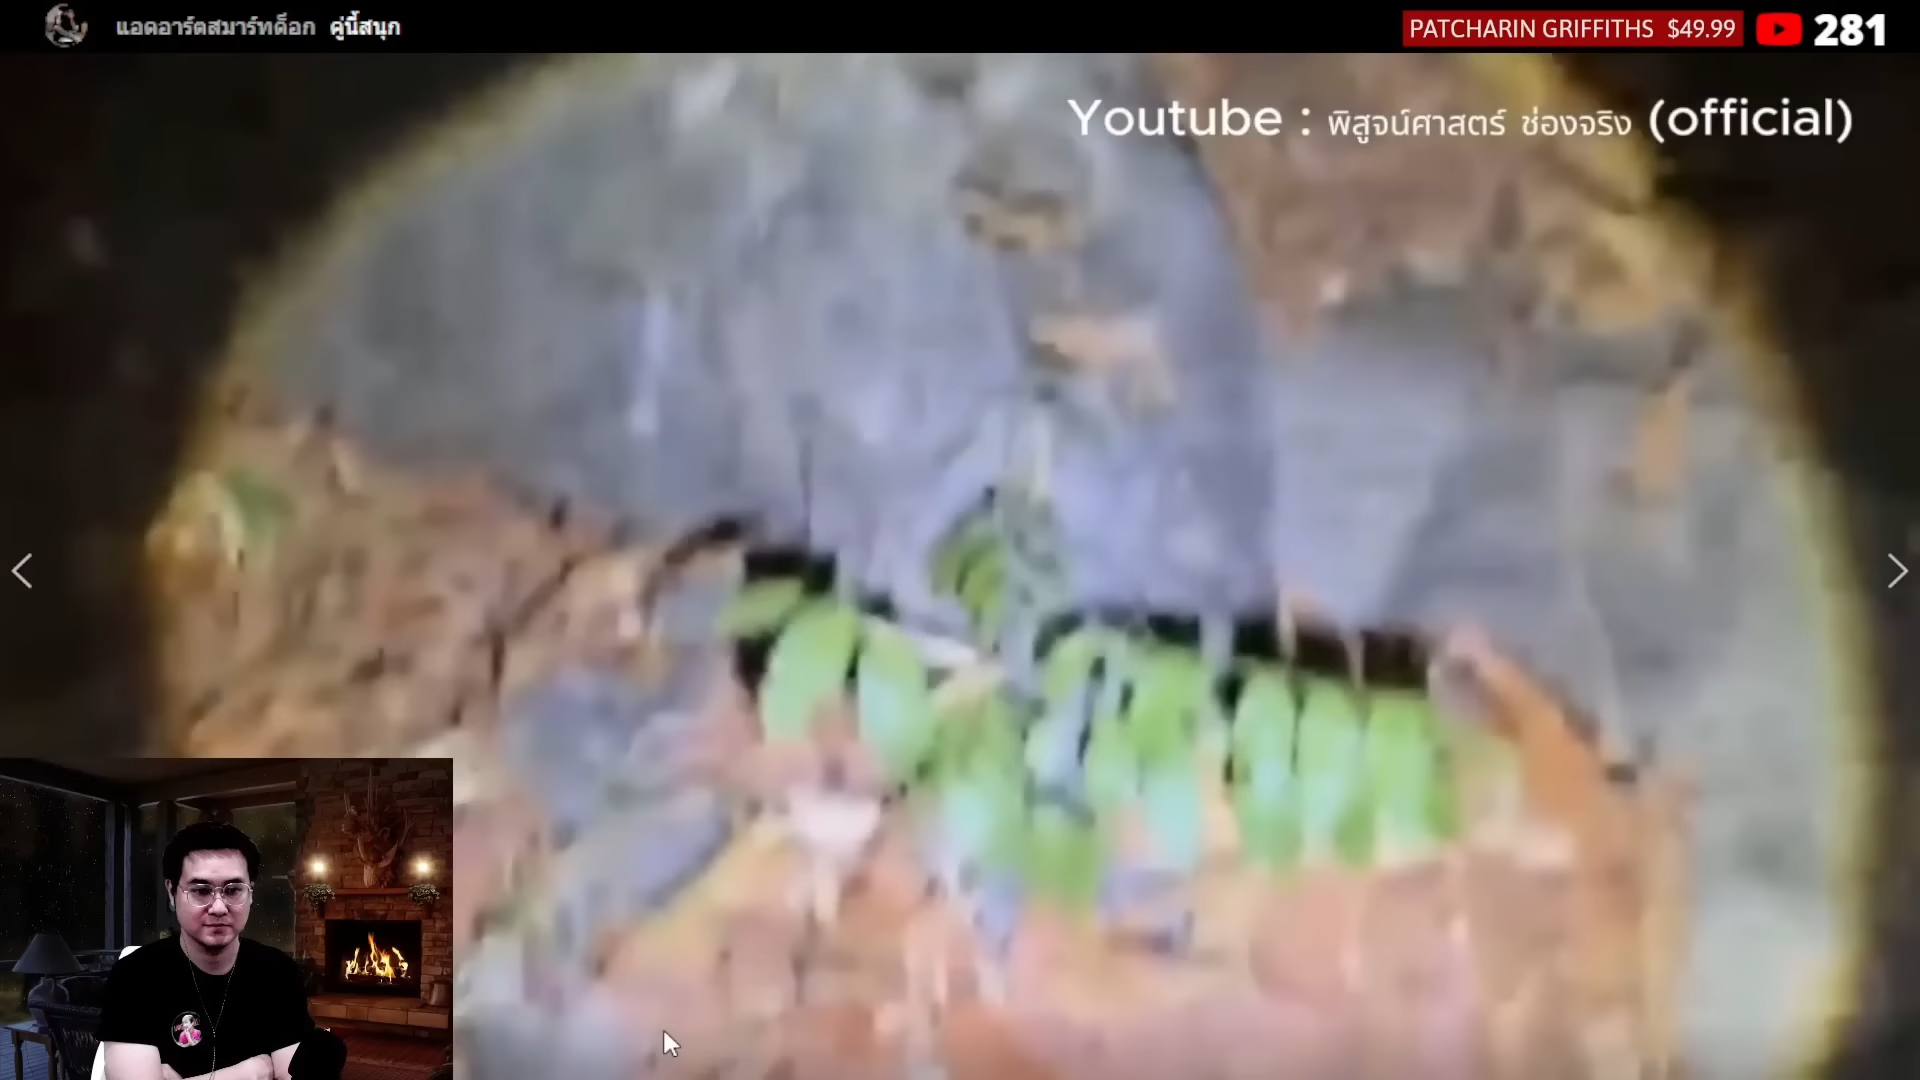 แอดอาร์ตสมาร์ทด็อก คู่นี้สนุก
PATCHARIN GRIFFITHS $49.99
281
Youtube : พิสูจน์ศาสตร์ ช่องจริง (official)